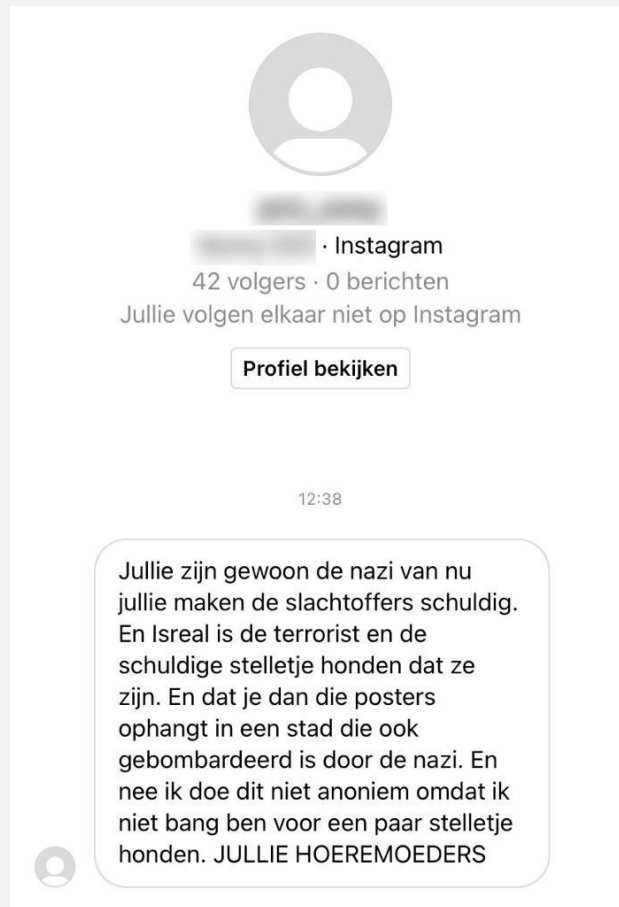 · Instagram
42 volgers · 0 berichten
Jullie volgen elkaar niet op Instagram
Profiel bekijken
12:38
Jullie zijn gewoon de nazi van nu
jullie maken de slachtoffers schuldig.
En Isreal is de terrorist en de
schuldige stelletje honden dat ze
zijn. En dat je dan die posters
ophangt in een stad die ook
gebombardeerd is door de nazi. En
nee ik doe dit niet anoniem omdat ik
niet bang ben voor een paar stelletje
honden. JULLIE HOEREMOEDERS